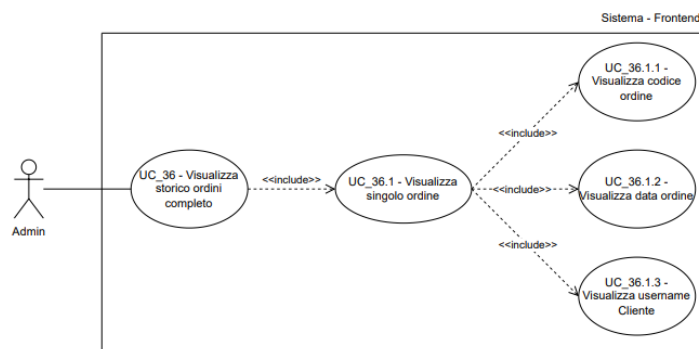 Sistema - Frontend
UC_36.1.1 -
Visualizza codice
ordine
<<include>>
UC_36 - Visualizza
storico ordini
completo
<<include>>
UC_36.1 - Visualizza
singolo ordine
<<include>>
UC_36.1.2 -
Visualizza data ordine
Admin
<<include>>
UC_36.1.3 -
Visualizza username
Cliente